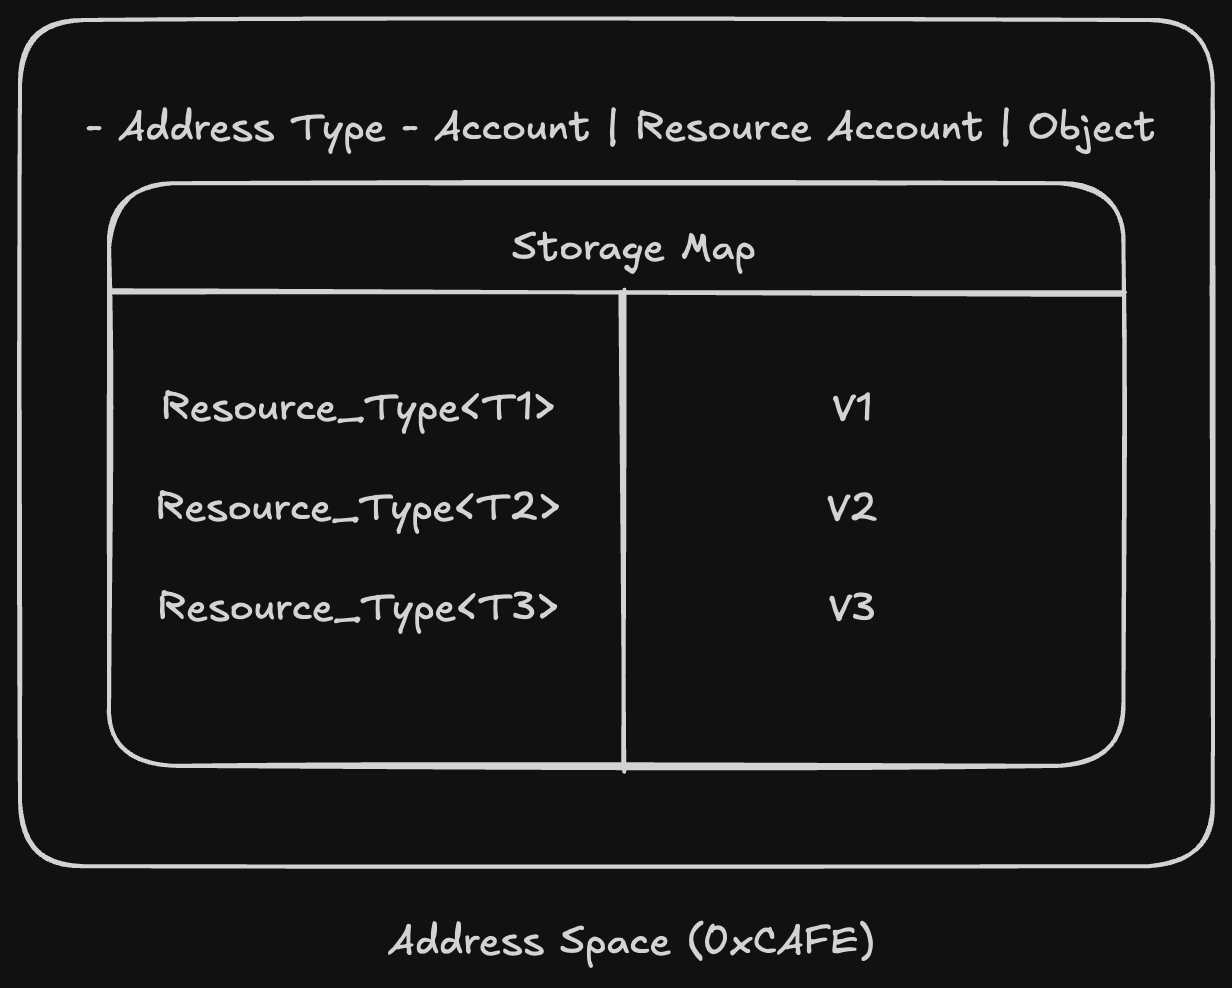 - Address Type - Account | Resource Account | Object
Storage Map
Resource_Type<T1> V1
Resource_Type<T2> V2
Resource_Type<T3> V3
Address Space (0xCAFE)